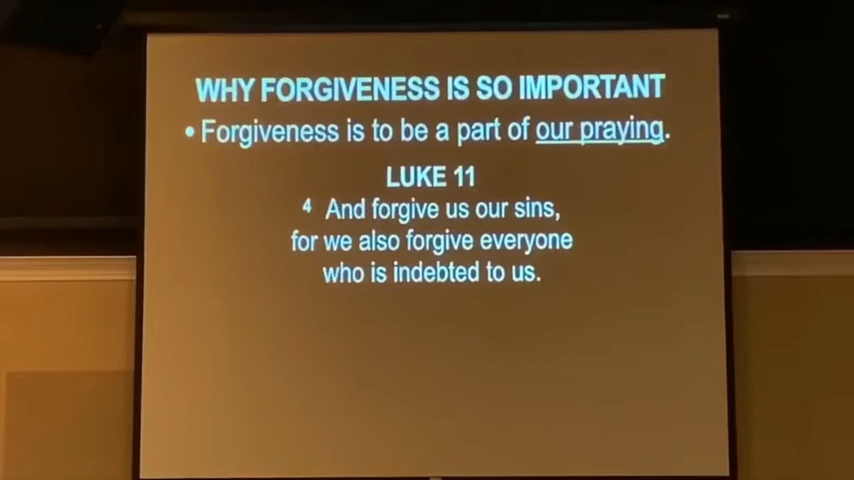 WHY FORGIVENESS IS SO IMPORTANT
• Forgiveness is to be a part of our praying.
LUKE 11
4 And forgive us our sins,
for we also forgive everyone
who is indebted to us.